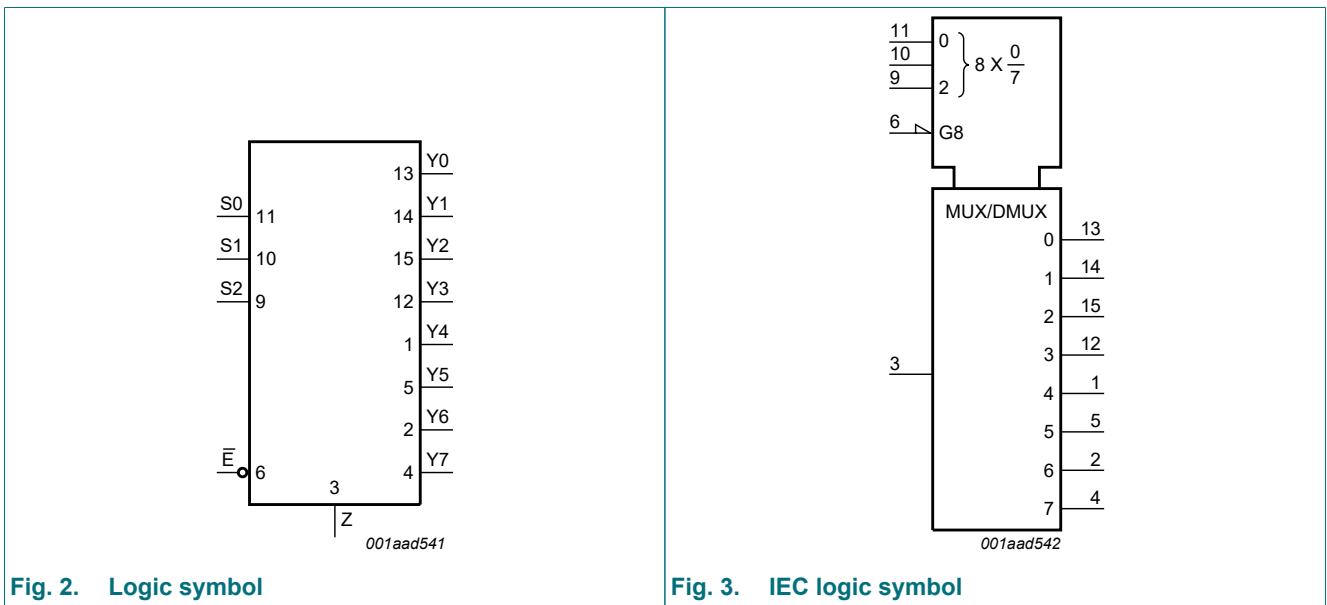 13 Y0
S0 11 14 Y1
S1 10 15 Y2
S2 9 12 Y3
1 Y4
5 Y5
2 Y6
E̅ 6 4 Y7
3
Z
001aad541
Fig. 2. Logic symbol
11 0
10 8 X 0/7
9 2
6 G8
MUX/DMUX
0 13
1 14
2 15
3 12
3
4 1
5 5
6 2
7 4
001aad542
Fig. 3. IEC logic symbol